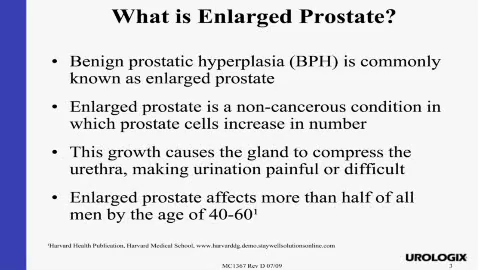 What is Enlarged Prostate?
• Benign prostatic hyperplasia (BPH) is commonly
known as enlarged prostate
• Enlarged prostate is a non-cancerous condition in
which prostate cells increase in number
• This growth causes the gland to compress the
urethra, making urination painful or difficult
• Enlarged prostate affects more than half of all
men by the age of 40-60¹
¹Harvard Health Publication, Harvard Medical School, www.harvarddg.demo.staywellsolutionsonline.com
UROLOGIX
MC1367 Rev D 07/09
3